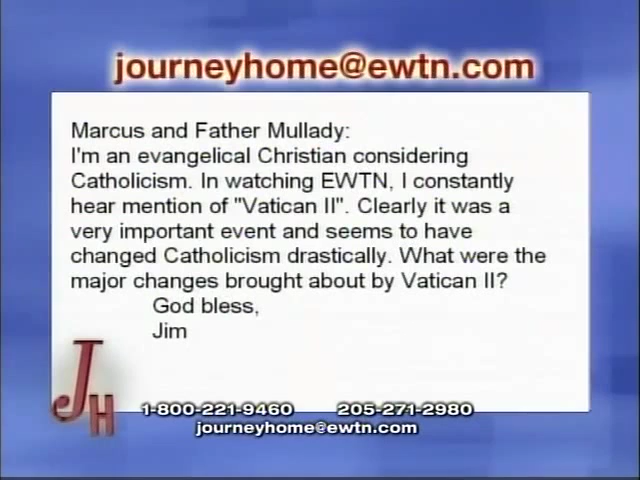 journeyhome@ewtn.com
Marcus and Father Mullady:
I'm an evangelical Christian considering
Catholicism. In watching EWTN, I constantly
hear mention of "Vatican II". Clearly it was a
very important event and seems to have
changed Catholicism drastically. What were the
major changes brought about by Vatican II?
God bless,
Jim
JH
1-800-221-9460 205-271-2980
journeyhome@ewtn.com